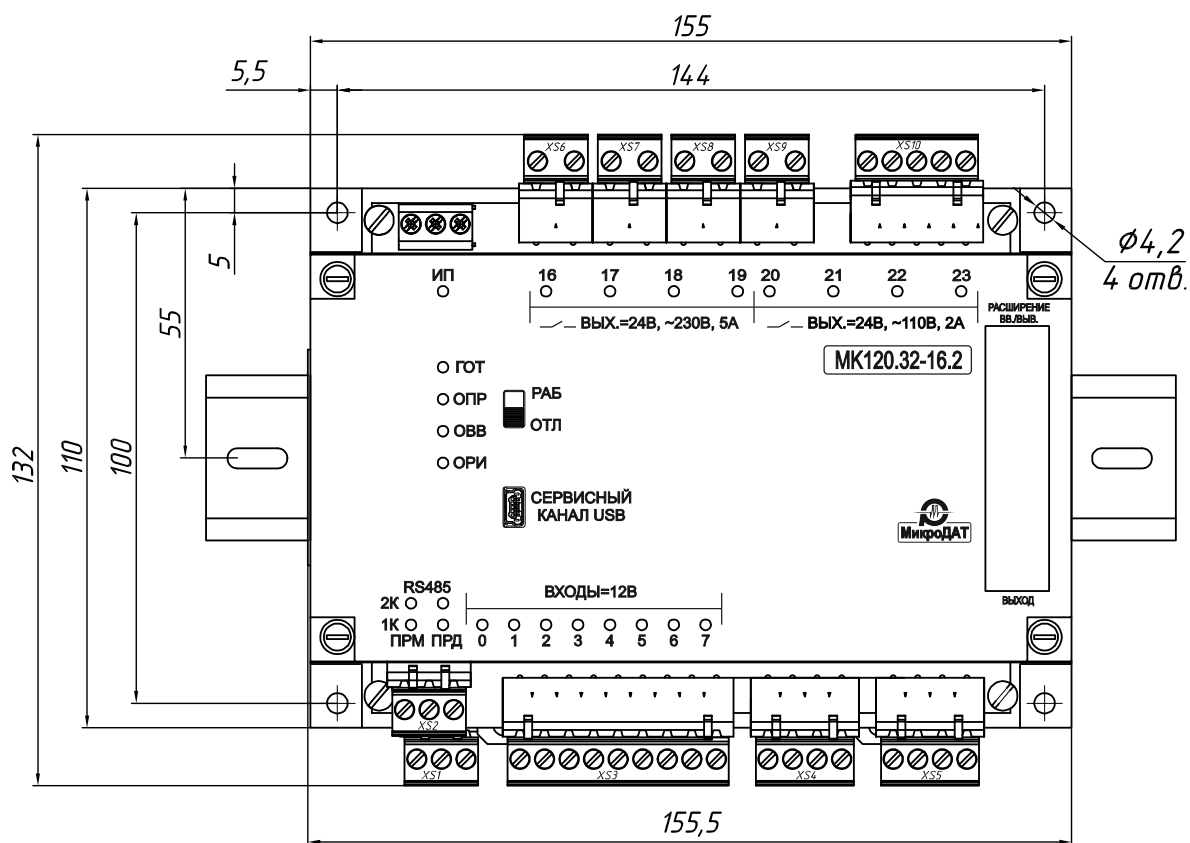 155
5,5
144
XS6 XS7 XS8 XS9 XS10
5
55
100
110
132
ϕ4,2
4 отв.
ИП 16 17 18 19 20 21 22 23
ВЫХ.=24В, ~230В, 5А ВЫХ.=24В, ~110В, 2А
РАСШИРЕНИЕ
ВВ./ВЫВ.
МК120.32-16.2
ГОТ
ОПР
ОВВ
ОРИ
РАБ
ОТЛ
СЕРВИСНЫЙ
КАНАЛ USB
МикроДАТ
RS485
ВХОДЫ=12В
ВЫХОД
2К
1К
ПРМ ПРД 0 1 2 3 4 5 6 7
XS2
XS1 XS3 XS4 XS5
155,5